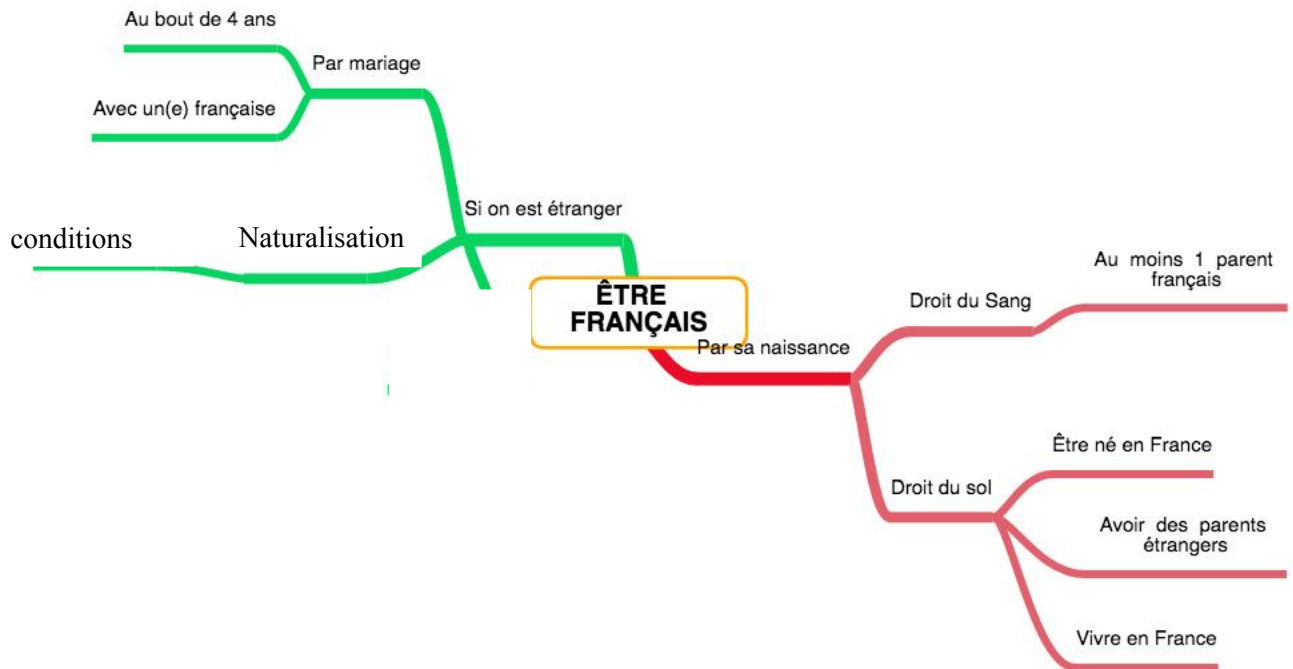 Au bout de 4 ans
Par mariage
Avec un(e) française
Si on est étranger
conditions
Naturalisation
ÊTRE
FRANÇAIS
Par sa naissance
Droit du Sang
Au moins 1 parent
français
Droit du sol
Être né en France
Avoir des parents
étrangers
Vivre en France